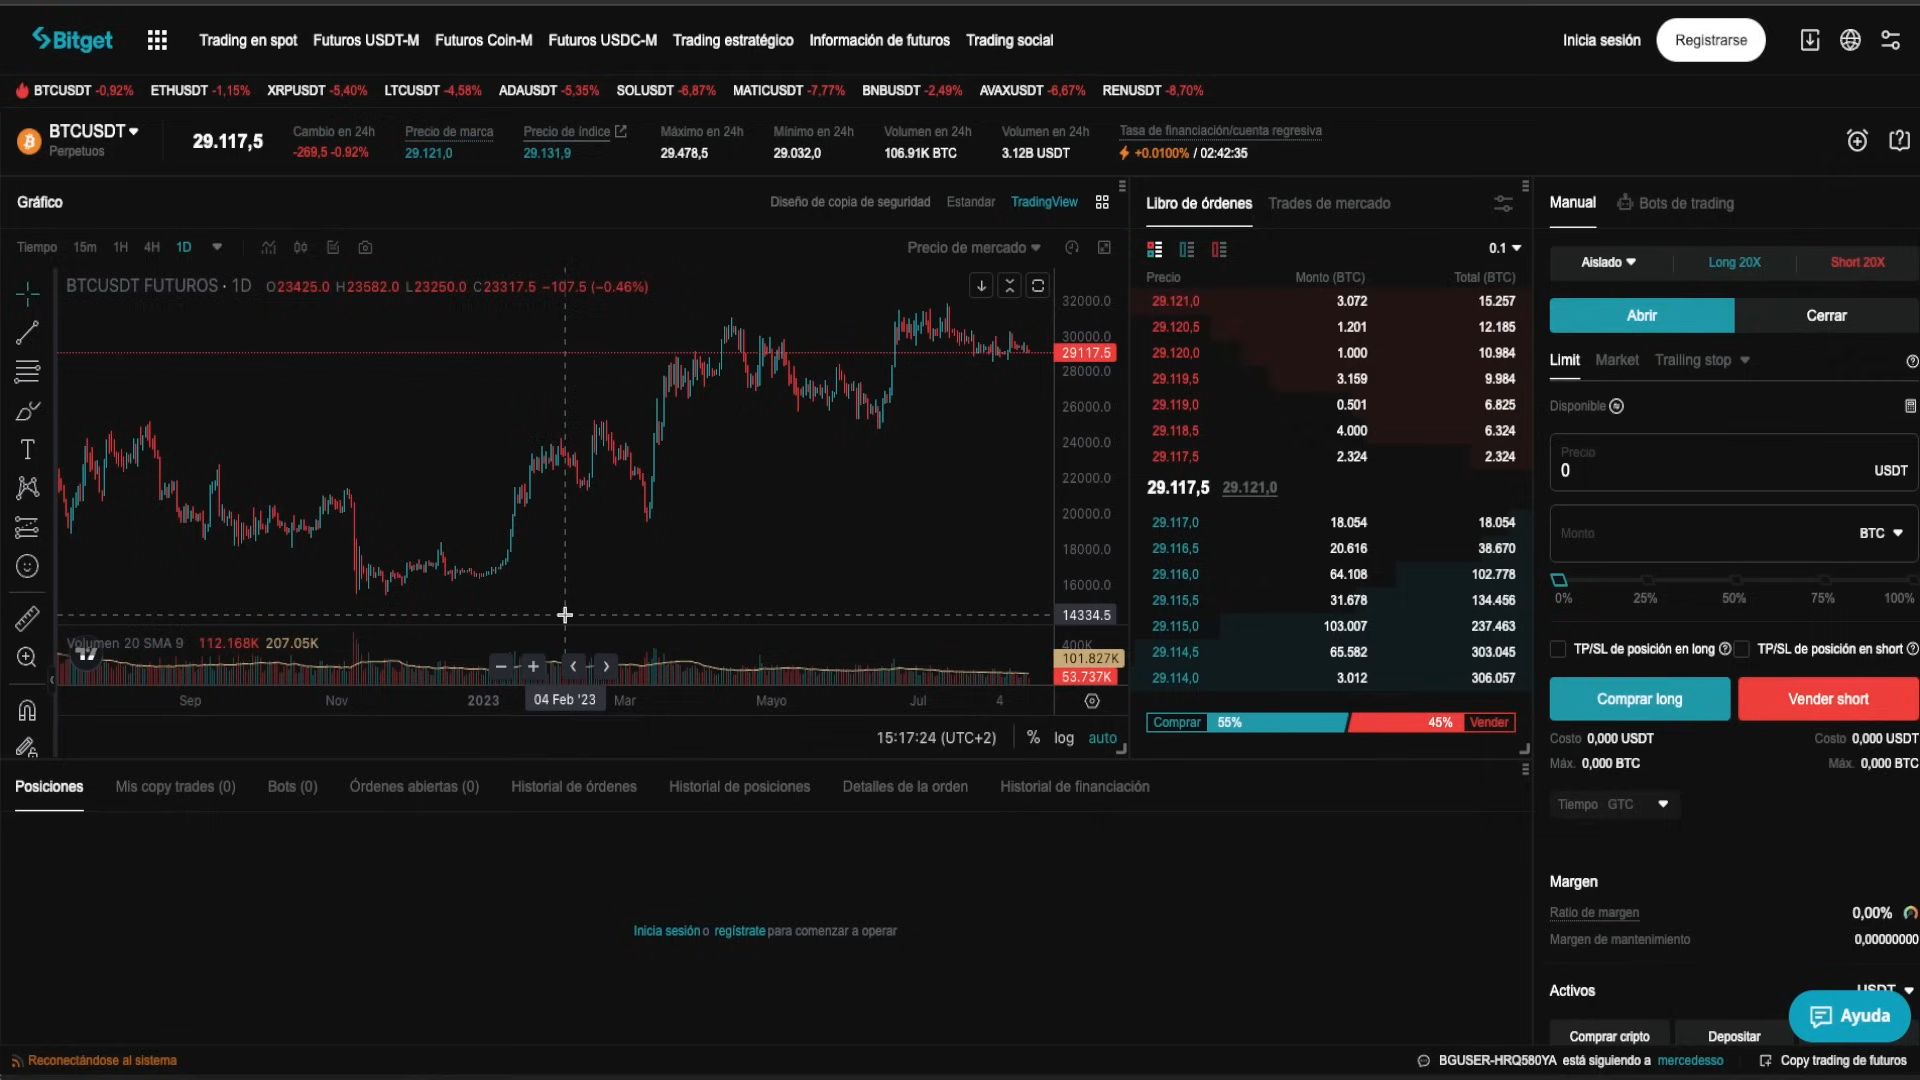 Bitget
Trading en spot Futuros USDT-M Futuros Coin-M Futuros USDC-M Trading estratégico Información de futuros Trading social
Inicia sesión Registrarse
BTCUSDT -0,92% ETHUSDT -1,15% XRPUSDT -5,40% LTCUSDT -4,58% ADAUSDT -5,35% SOLUSDT -6,87% MATICUSDT -7,77% BNBUSDT -2,49% AVAXUSDT -6,67% RENUSDT -8,70%
BTCUSDT
Perpetuos
29.117,5
Cambio en 24h
-269,5 -0.92%
Precio de marca
29.121,0
Precio de índice
29.131,9
Máximo en 24h
29.478,5
Mínimo en 24h
29.032,0
Volumen en 24h
106.91K BTC
Volumen en 24h
3.12B USDT
Tasa de financiación/cuenta regresiva
+0.0100% / 02:42:35
Gráfico
Diseño de copia de seguridad Estandar TradingView
Tiempo 15m 1H 4H 1D
Precio de mercado
BTCUSDT FUTUROS · 1D O23425.0 H23582.0 L23250.0 C23317.5 −107.5 (−0.46%)
32000.0
30000.0
29117.5
28000.0
26000.0
24000.0
22000.0
20000.0
18000.0
16000.0
14334.5
Volumen 20 SMA 9 112.168K 207.05K
400K
101.827K
53.737K
Sep Nov 2023 04 Feb '23 Mar Mayo Jul 4
15:17:24 (UTC+2) % log auto
Libro de órdenes Trades de mercado
0.1
Precio Monto (BTC) Total (BTC)
29.121,0 3.072 15.257
29.120,5 1.201 12.185
29.120,0 1.000 10.984
29.119,5 3.159 9.984
29.119,0 0.501 6.825
29.118,5 4.000 6.324
29.117,5 2.324 2.324
29.117,5 29.121,0
29.117,0 18.054 18.054
29.116,5 20.616 38.670
29.116,0 64.108 102.778
29.115,5 31.678 134.456
29.115,0 103.007 237.463
29.114,5 65.582 303.045
29.114,0 3.012 306.057
Comprar 55% 45% Vender
Manual Bots de trading
Aislado Long 20X Short 20X
Abrir Cerrar
Limit Market Trailing stop
Disponible
Precio
0 USDT
Monto BTC
0% 25% 50% 75% 100%
TP/SL de posición en long TP/SL de posición en short
Comprar long Vender short
Costo 0,000 USDT Costo 0,000 USDT
Máx. 0,000 BTC Máx. 0,000 BTC
Tiempo GTC
Margen
Ratio de margen 0,00%
Margen de mantenimiento 0,00000000
Activos USDT
Comprar cripto Depositar
Ayuda
Posiciones Mis copy trades (0) Bots (0) Órdenes abiertas (0) Historial de órdenes Historial de posiciones Detalles de la orden Historial de financiación
Inicia sesión o regístrate para comenzar a operar
Reconectándose al sistema
BGUSER-HRQ580YA está siguiendo a mercedesso Copy trading de futuros